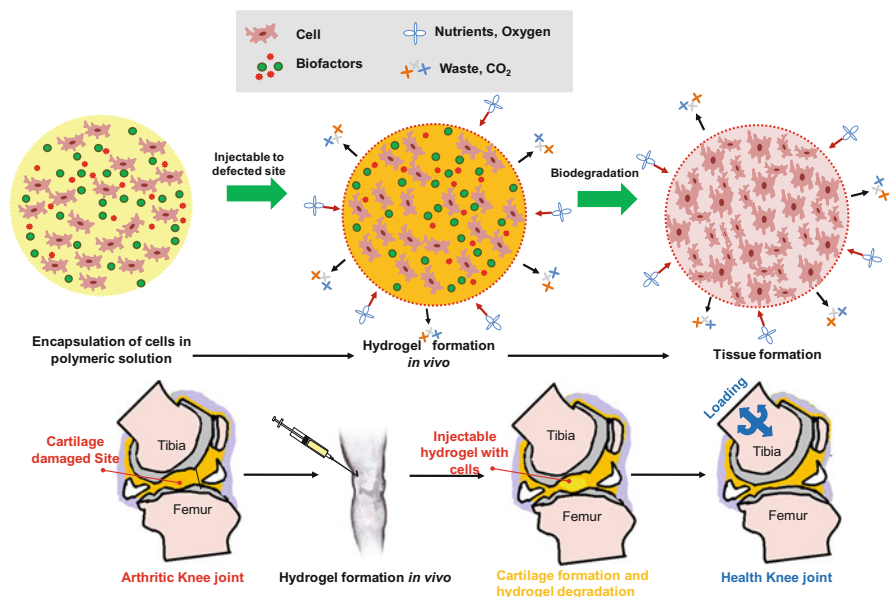 Cell
Nutrients, Oxygen
Biofactors
Waste, CO₂
Injectable to
defected site
Biodegradation
Encapsulation of cells in
polymeric solution
Hydrogel formation
in vivo
Tissue formation
Cartilage
damaged Site
Tibia
Femur
Arthritic Knee joint
Hydrogel formation in vivo
Injectable
hydrogel with
cells
Tibia
Femur
Cartilage formation and
hydrogel degradation
Loading
Tibia
Femur
Health Knee joint